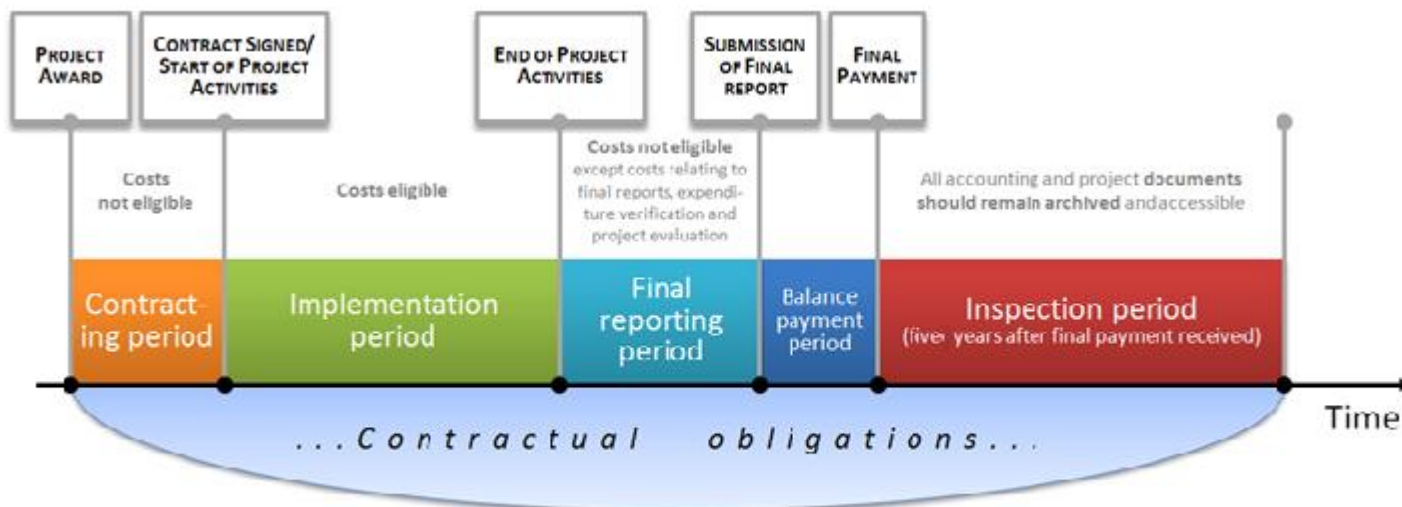 PROJECT
AWARD
CONTRACT SIGNED/
START OF PROJECT
ACTIVITIES
END OF PROJECT
ACTIVITIES
SUBMISSION
OF FINAL
REPORT
FINAL
PAYMENT
Costs
not eligible
Costs eligible
Costs not eligible
except costs relating to
final reports, expendi-
ture verification and
project evaluation
All accounting and project documents
should remain archived andaccessible
Contract-
ing period
Implementation
period
Final
reporting
period
Balance
payment
period
Inspection period
(five years after final payment received)
Time
...Contractual obligations...